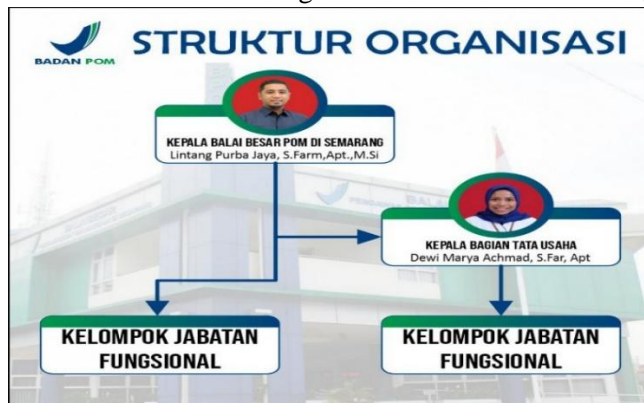 BADAN POM
STRUKTUR ORGANISASI
KEPALA BALAI BESAR POM DI SEMARANG
Lintang Purba Jaya, S.Farm,Apt.,M.Si
KEPALA BAGIAN TATA USAHA
Dewi Marya Achmad, S.Far, Apt
KELOMPOK JABATAN
FUNGSIONAL
KELOMPOK JABATAN
FUNGSIONAL